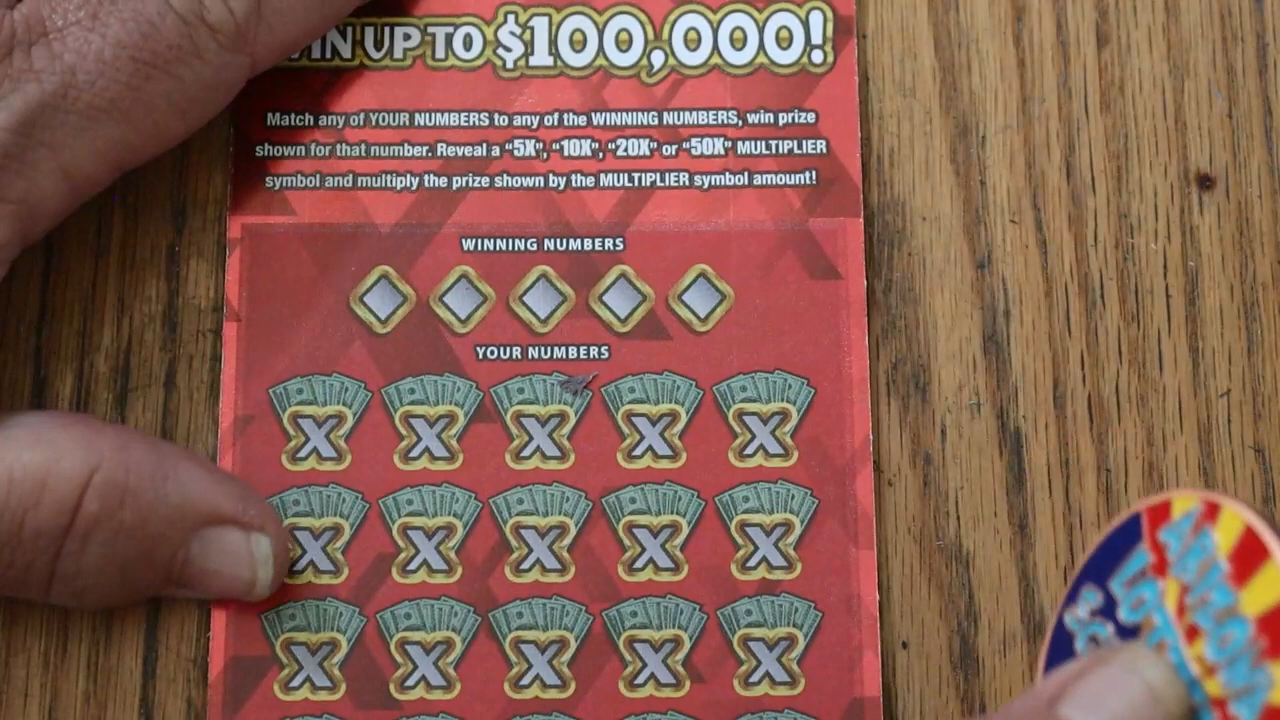 WIN UP TO $100,000!
Match any of YOUR NUMBERS to any of the WINNING NUMBERS, win prize
shown for that number. Reveal a “5X”, “10X”, “20X” or “50X” MULTIPLIER
symbol and multiply the prize shown by the MULTIPLIER symbol amount!
WINNING NUMBERS
YOUR NUMBERS
X X X X X
X X X X X
X X X X X